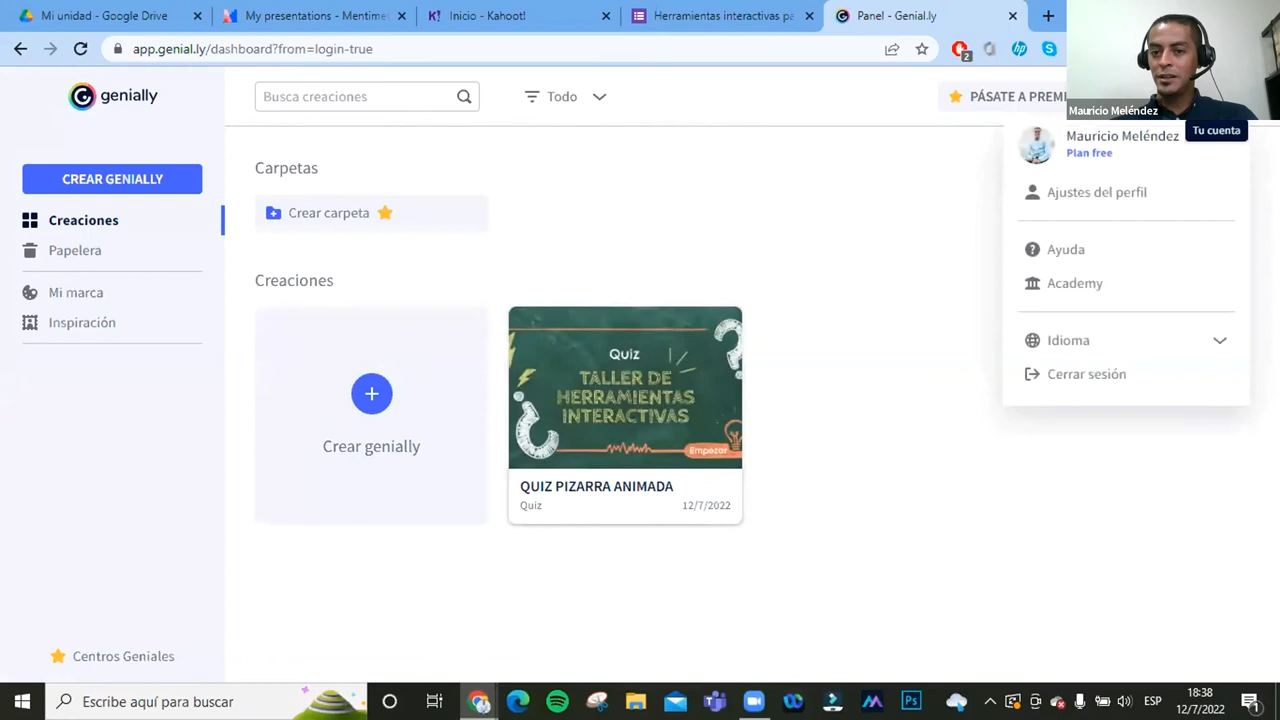 Mi unidad - Google Drive
My presentations - Mentime
Inicio - Kahoot!
Herramientas interactivas pa
Panel - Genial.ly
app.genial.ly/dashboard?from=login-true
2
genially
Busca creaciones
Todo
PÁSATE A PREMI
Mauricio Meléndez
Tu cuenta
Mauricio Meléndez
Plan free
CREAR GENIALLY
Creaciones
Papelera
Mi marca
Inspiración
Centros Geniales
Carpetas
Crear carpeta
Creaciones
Crear genially
Quiz
TALLER DE
HERRAMIENTAS
INTERACTIVAS
Empezar
QUIZ PIZARRA ANIMADA
Quiz
12/7/2022
Ajustes del perfil
Ayuda
Academy
Idioma
Cerrar sesión
Escribe aquí para buscar
ESP
18:38
12/7/2022
1